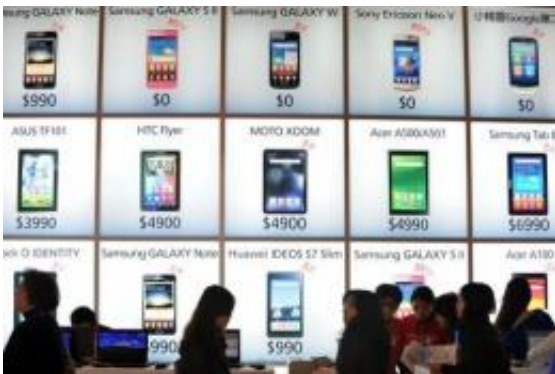 Samsung GALAXY Note
Samsung GALAXY S II
Samsung GALAXY W
Sony Ericsson Neo V
Google
$990
$0
$0
$0
$0
ASUS TF101
HTC Flyer
MOTO XOOM
Acer A500/A501
Samsung Tab
$3990
$4900
$4900
$4990
$6990
IDENTITY
Samsung GALAXY Note
Huawei IDEOS S7 Slim
Samsung GALAXY S II
Acer A100
990
$990